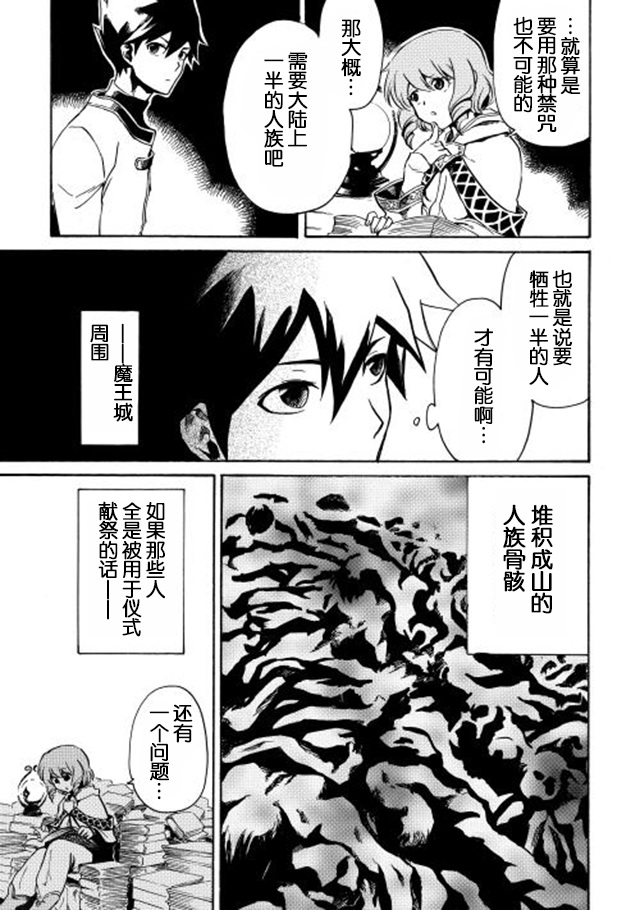 …就算是
要用那种禁咒
也不可能的
那大概…
需要大陆上
一半的人族吧
也就是说要
牺牲一半的人
才有可能啊…
——魔王城
周围
堆积成山的
人族骨骸
如果那些人
全是被用于仪式
献祭的话——
还有
一个问题…